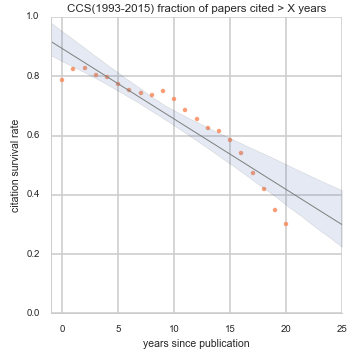 CCS(1993-2015) fraction of papers cited > X years
1.0
0.8
0.6
0.4
0.2
0.0
citation survival rate
0 5 10 15 20 25
years since publication